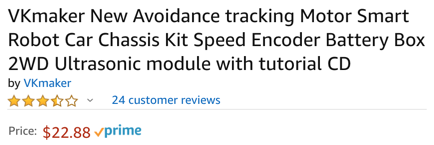 VKmaker New Avoidance tracking Motor Smart
Robot Car Chassis Kit Speed Encoder Battery Box
2WD Ultrasonic module with tutorial CD
by VKmaker
24 customer reviews
Price: $22.88 prime